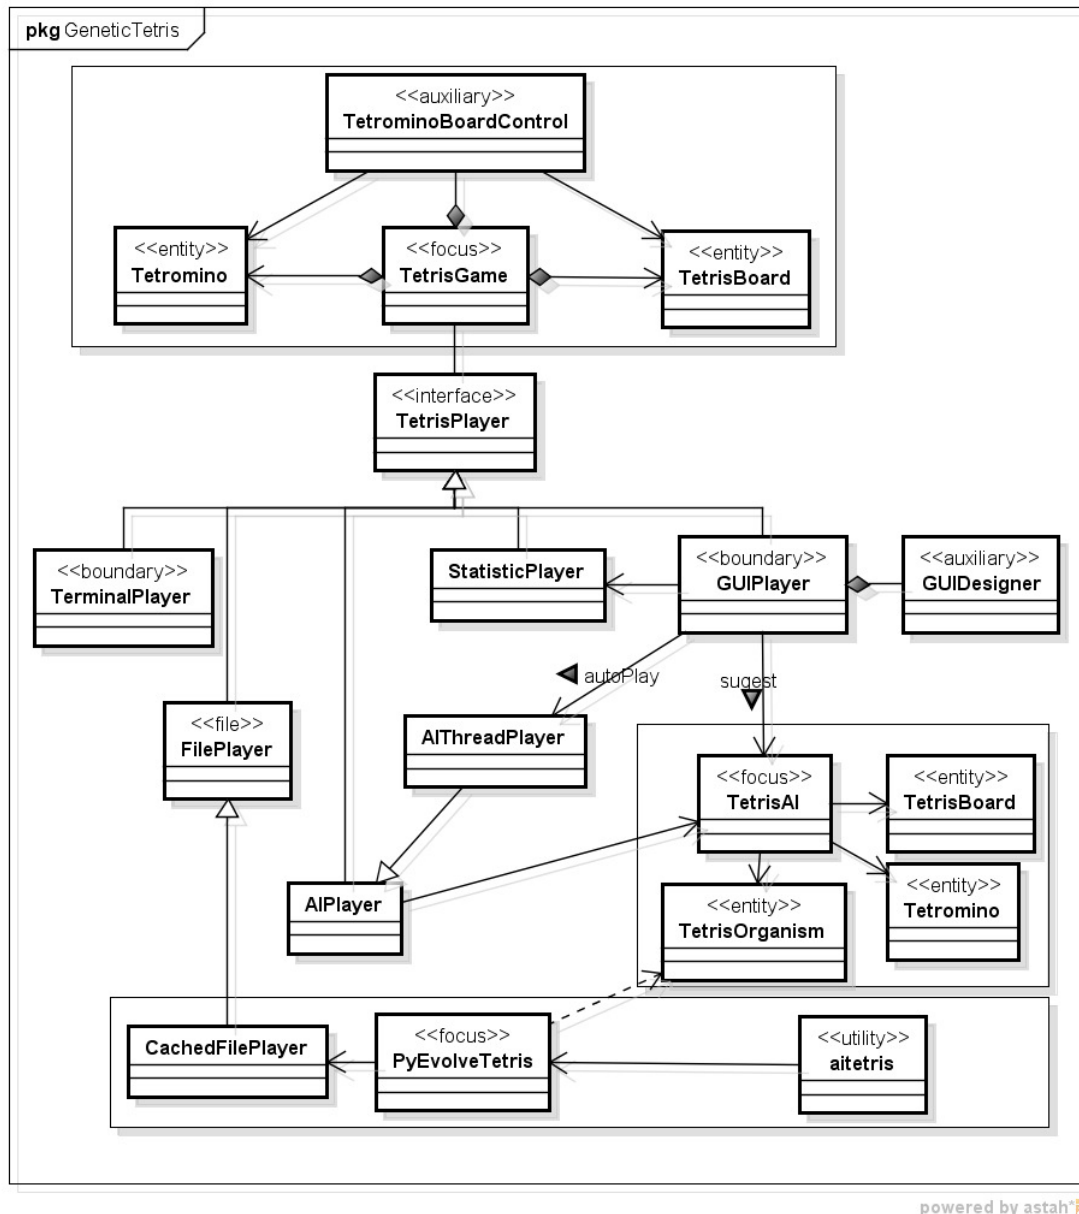 pkg GeneticTetris
<<auxiliary>>
TetrominoBoardControl
<<entity>>
Tetromino
<<focus>>
TetrisGame
<<entity>>
TetrisBoard
<<interface>>
TetrisPlayer
<<boundary>>
TerminalPlayer
StatisticPlayer
<<boundary>>
GUIPlayer
<<auxiliary>>
GUIDesigner
autoPlay
sugest
<<file>>
FilePlayer
AIThreadPlayer
<<focus>>
TetrisAI
<<entity>>
TetrisBoard
<<entity>>
Tetromino
AIPlayer
<<entity>>
TetrisOrganism
CachedFilePlayer
<<focus>>
PyEvolveTetris
<<utility>>
aitetris
powered by astah*